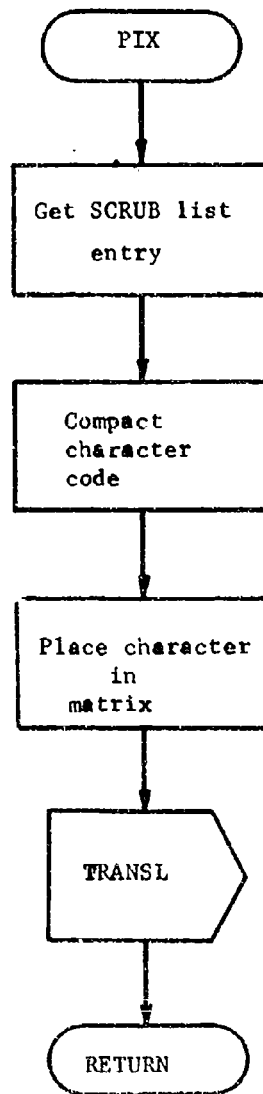 PIX
Get SCRUB list
entry
Compact
character
code
Place character
in
matrix
TRANSL
RETURN